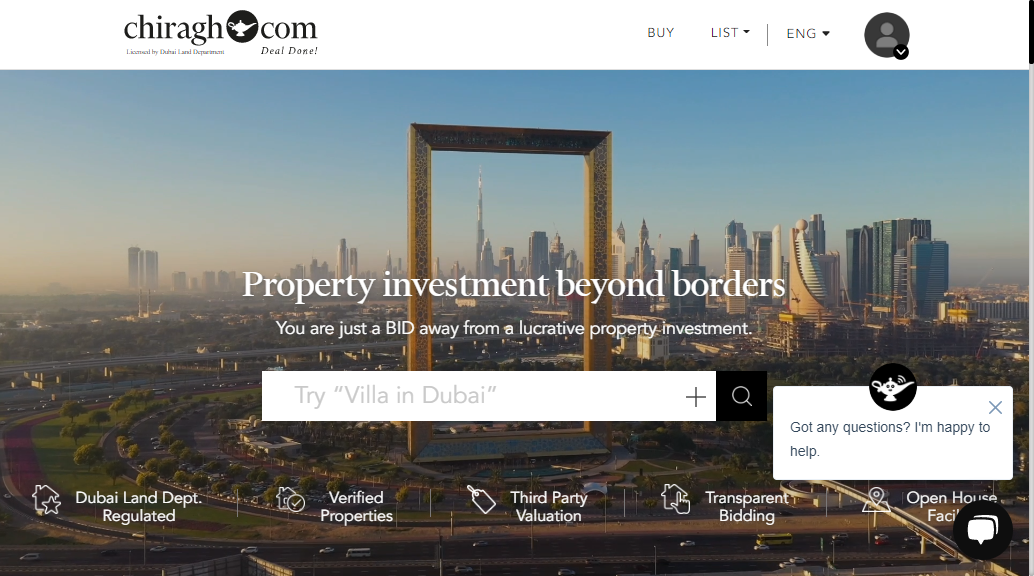 chiragh com
Licensed by Dubai Land Department
Deal Done!
BUY
LIST
ENG
Property investment beyond borders
You are just a BID away from a lucrative property investment.
Try “Villa in Dubai”
Got any questions? I'm happy to
help.
Dubai Land Dept.
Regulated
Verified
Properties
Third Party
Valuation
Transparent
Bidding
Open House